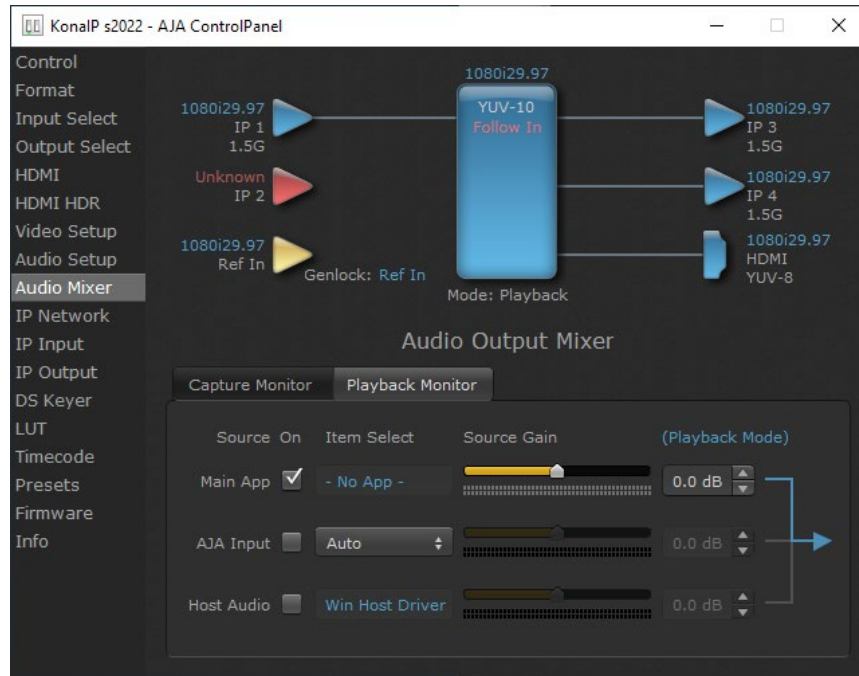 KonaIP s2022 - AJA ControlPanel
Control
Format
Input Select
Output Select
HDMI
HDMI HDR
Video Setup
Audio Setup
Audio Mixer
IP Network
IP Input
IP Output
DS Keyer
LUT
Timecode
Presets
Firmware
Info
1080i29.97
YUV-10
Follow In
1080i29.97
IP 1
1.5G
Unknown
IP 2
1080i29.97
Ref In
Genlock: Ref In
Mode: Playback
1080i29.97
IP 3
1.5G
1080i29.97
IP 4
1.5G
1080i29.97
HDMI
YUV-8
Audio Output Mixer
Capture Monitor Playback Monitor
Source On Item Select Source Gain (Playback Mode)
Main App - No App - 0.0 dB
AJA Input Auto 0.0 dB
Host Audio Win Host Driver 0.0 dB